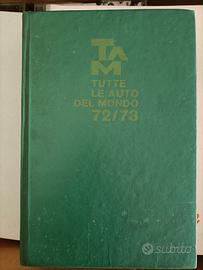 TAM
TUTTE
LE AUTO
DEL MONDO
72/73
subito